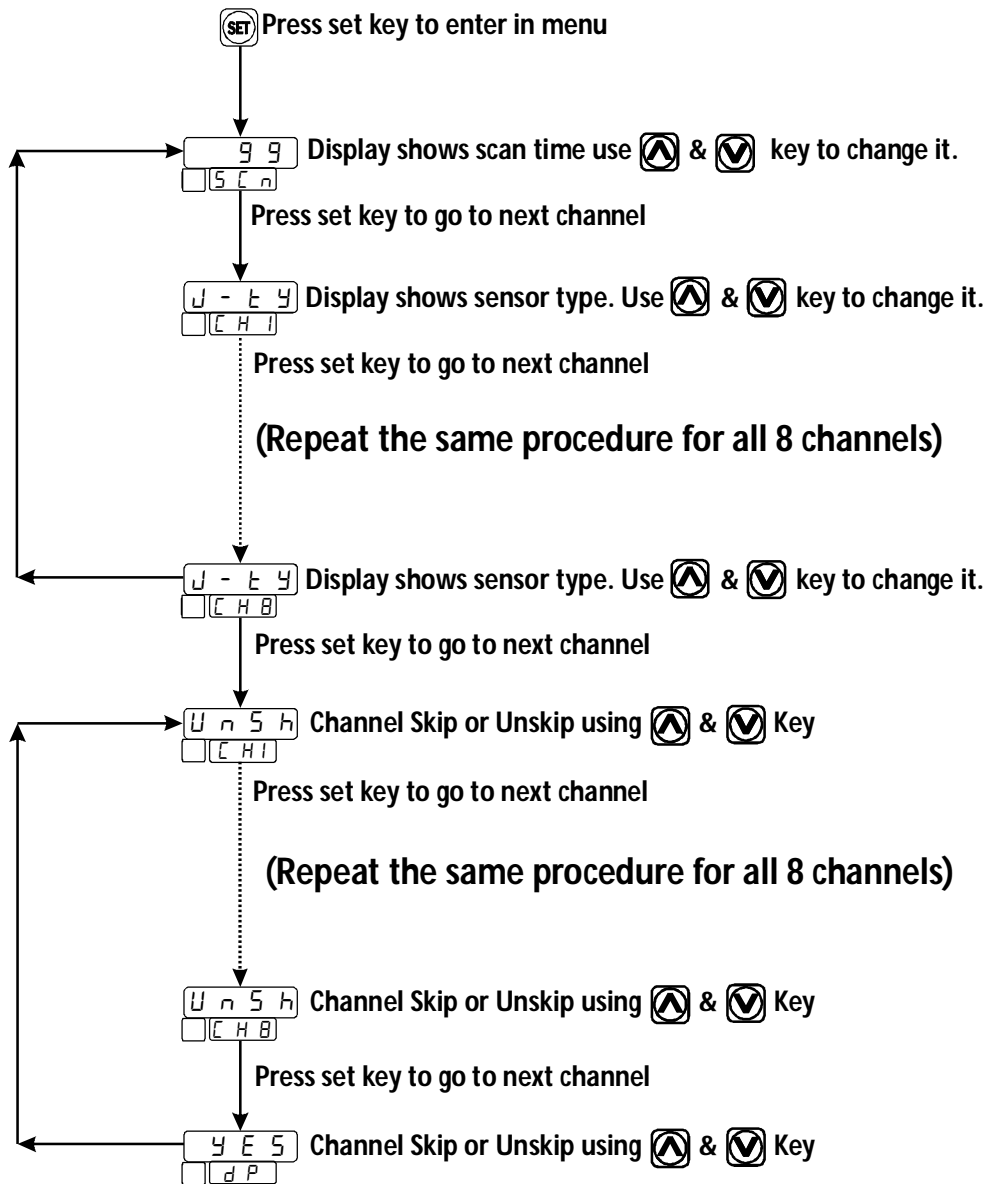 SET Press set key to enter in menu
99 Display shows scan time use & key to change it.
SCn
Press set key to go to next channel
J-tY Display shows sensor type. Use & key to change it.
CH1
Press set key to go to next channel
(Repeat the same procedure for all 8 channels)
J-tY Display shows sensor type. Use & key to change it.
CH8
Press set key to go to next channel
UnSh Channel Skip or Unskip using & Key
CH1
Press set key to go to next channel
(Repeat the same procedure for all 8 channels)
UnSh Channel Skip or Unskip using & Key
CH8
Press set key to go to next channel
YES Channel Skip or Unskip using & Key
dP